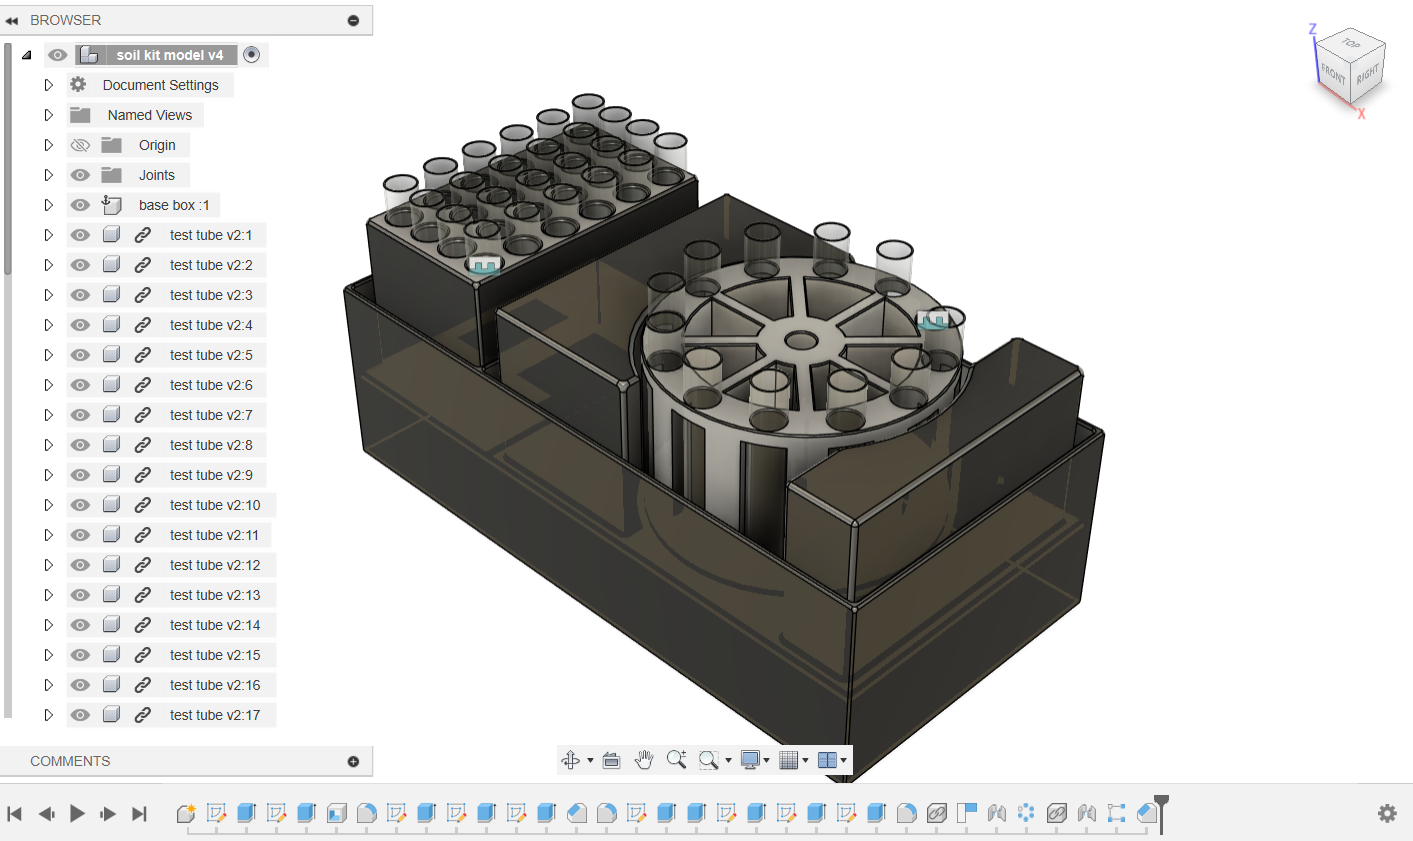 BROWSER
soil kit model v4
Document Settings
Named Views
Origin
Joints
base box :1
test tube v2:1
test tube v2:2
test tube v2:3
test tube v2:4
test tube v2:5
test tube v2:6
test tube v2:7
test tube v2:8
test tube v2:9
test tube v2:10
test tube v2:11
test tube v2:12
test tube v2:13
test tube v2:14
test tube v2:15
test tube v2:16
test tube v2:17
COMMENTS
Z
TOP
FRONT
RIGHT
X